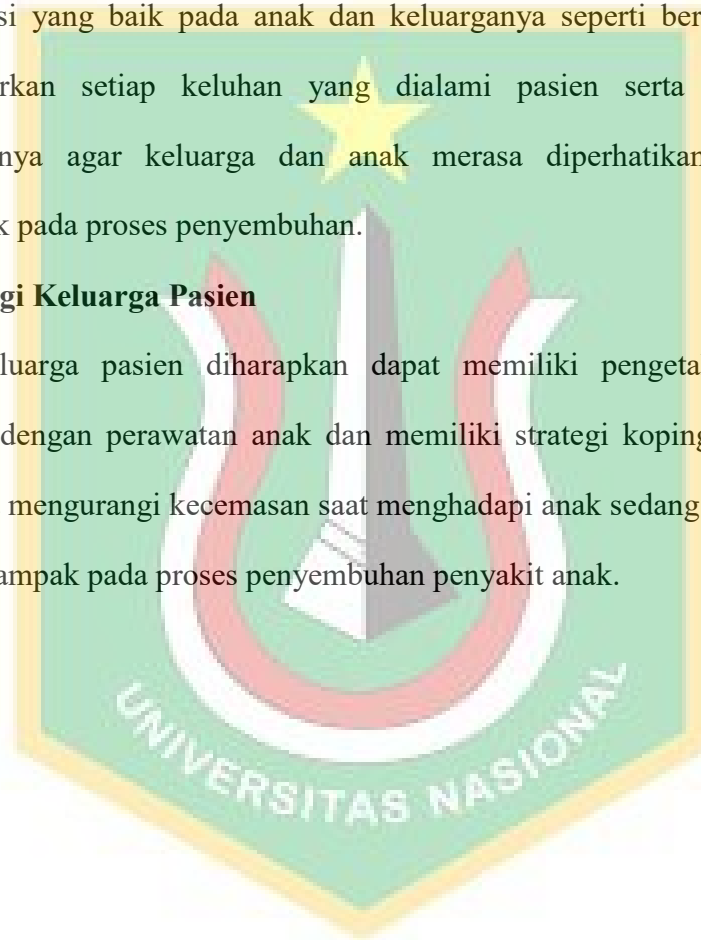 si yang baik pada anak dan keluarganya seperti ber
rkan setiap keluhan yang dialami pasien serta
nya agar keluarga dan anak merasa diperhatikan
k pada proses penyembuhan.
gi Keluarga Pasien
luarga pasien diharapkan dapat memiliki pengeta
dengan perawatan anak dan memiliki strategi koping
mengurangi kecemasan saat menghadapi anak sedang
ampak pada proses penyembuhan penyakit anak.
UNIVERSITAS NASIONAL